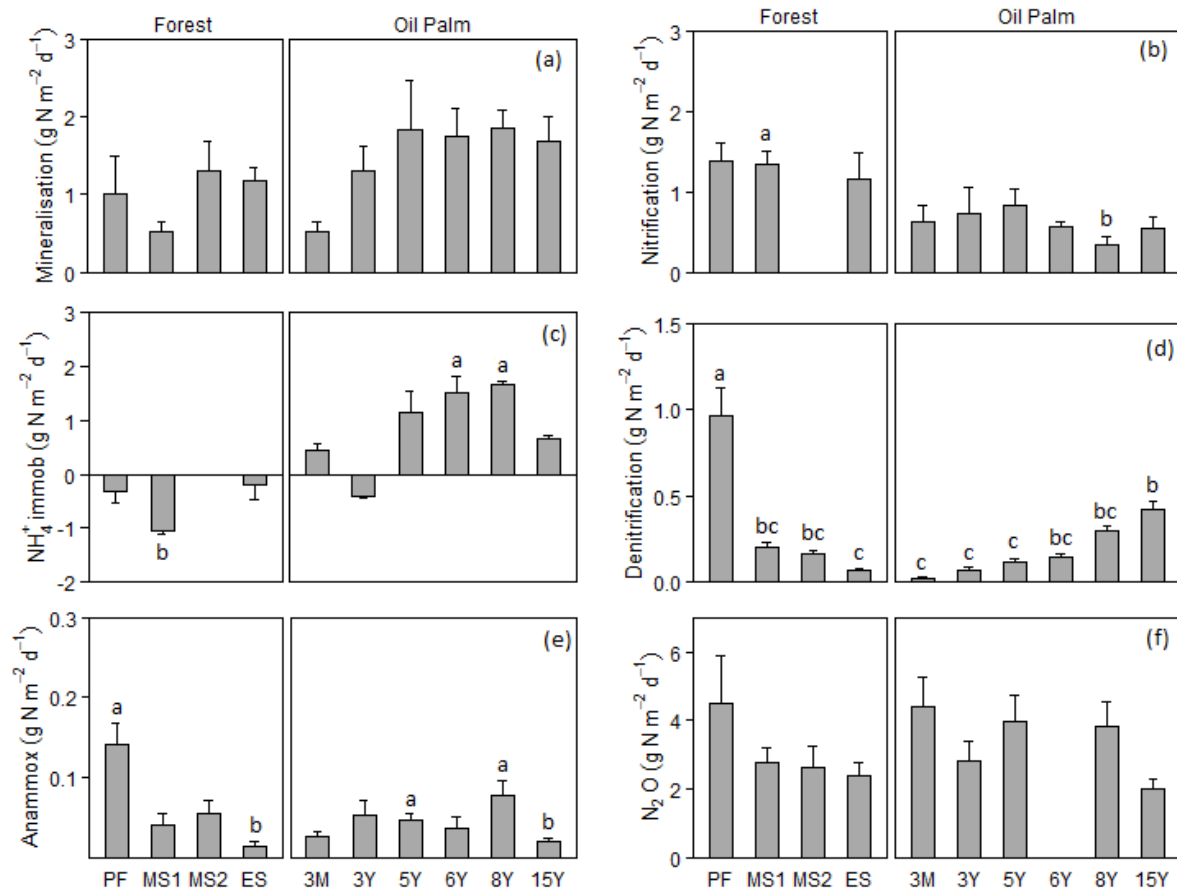 Forest Oil Palm
Mineralisation (g N m⁻² d⁻¹)
3
2
1
0
(a)
Forest Oil Palm
Nitrification (g N m⁻² d⁻¹)
3
2
1
0
a
b
(b)
NH₄⁺ immob (g N m⁻² d⁻¹)
3
2
1
0
-1
-2
b
a a
(c)
Denitrification (g N m⁻² d⁻¹)
1.5
1.0
0.5
0.0
a bc bc c
c c c bc bc b
(d)
Anammox (g N m⁻² d⁻¹)
0.3
0.2
0.1
a b
a a b
(e)
PF MS1 MS2 ES 3M 3Y 5Y 6Y 8Y 15Y
N₂ O (g N m⁻² d⁻¹)
6
4
2
0
(f)
PF MS1 MS2 ES 3M 3Y 5Y 6Y 8Y 15Y